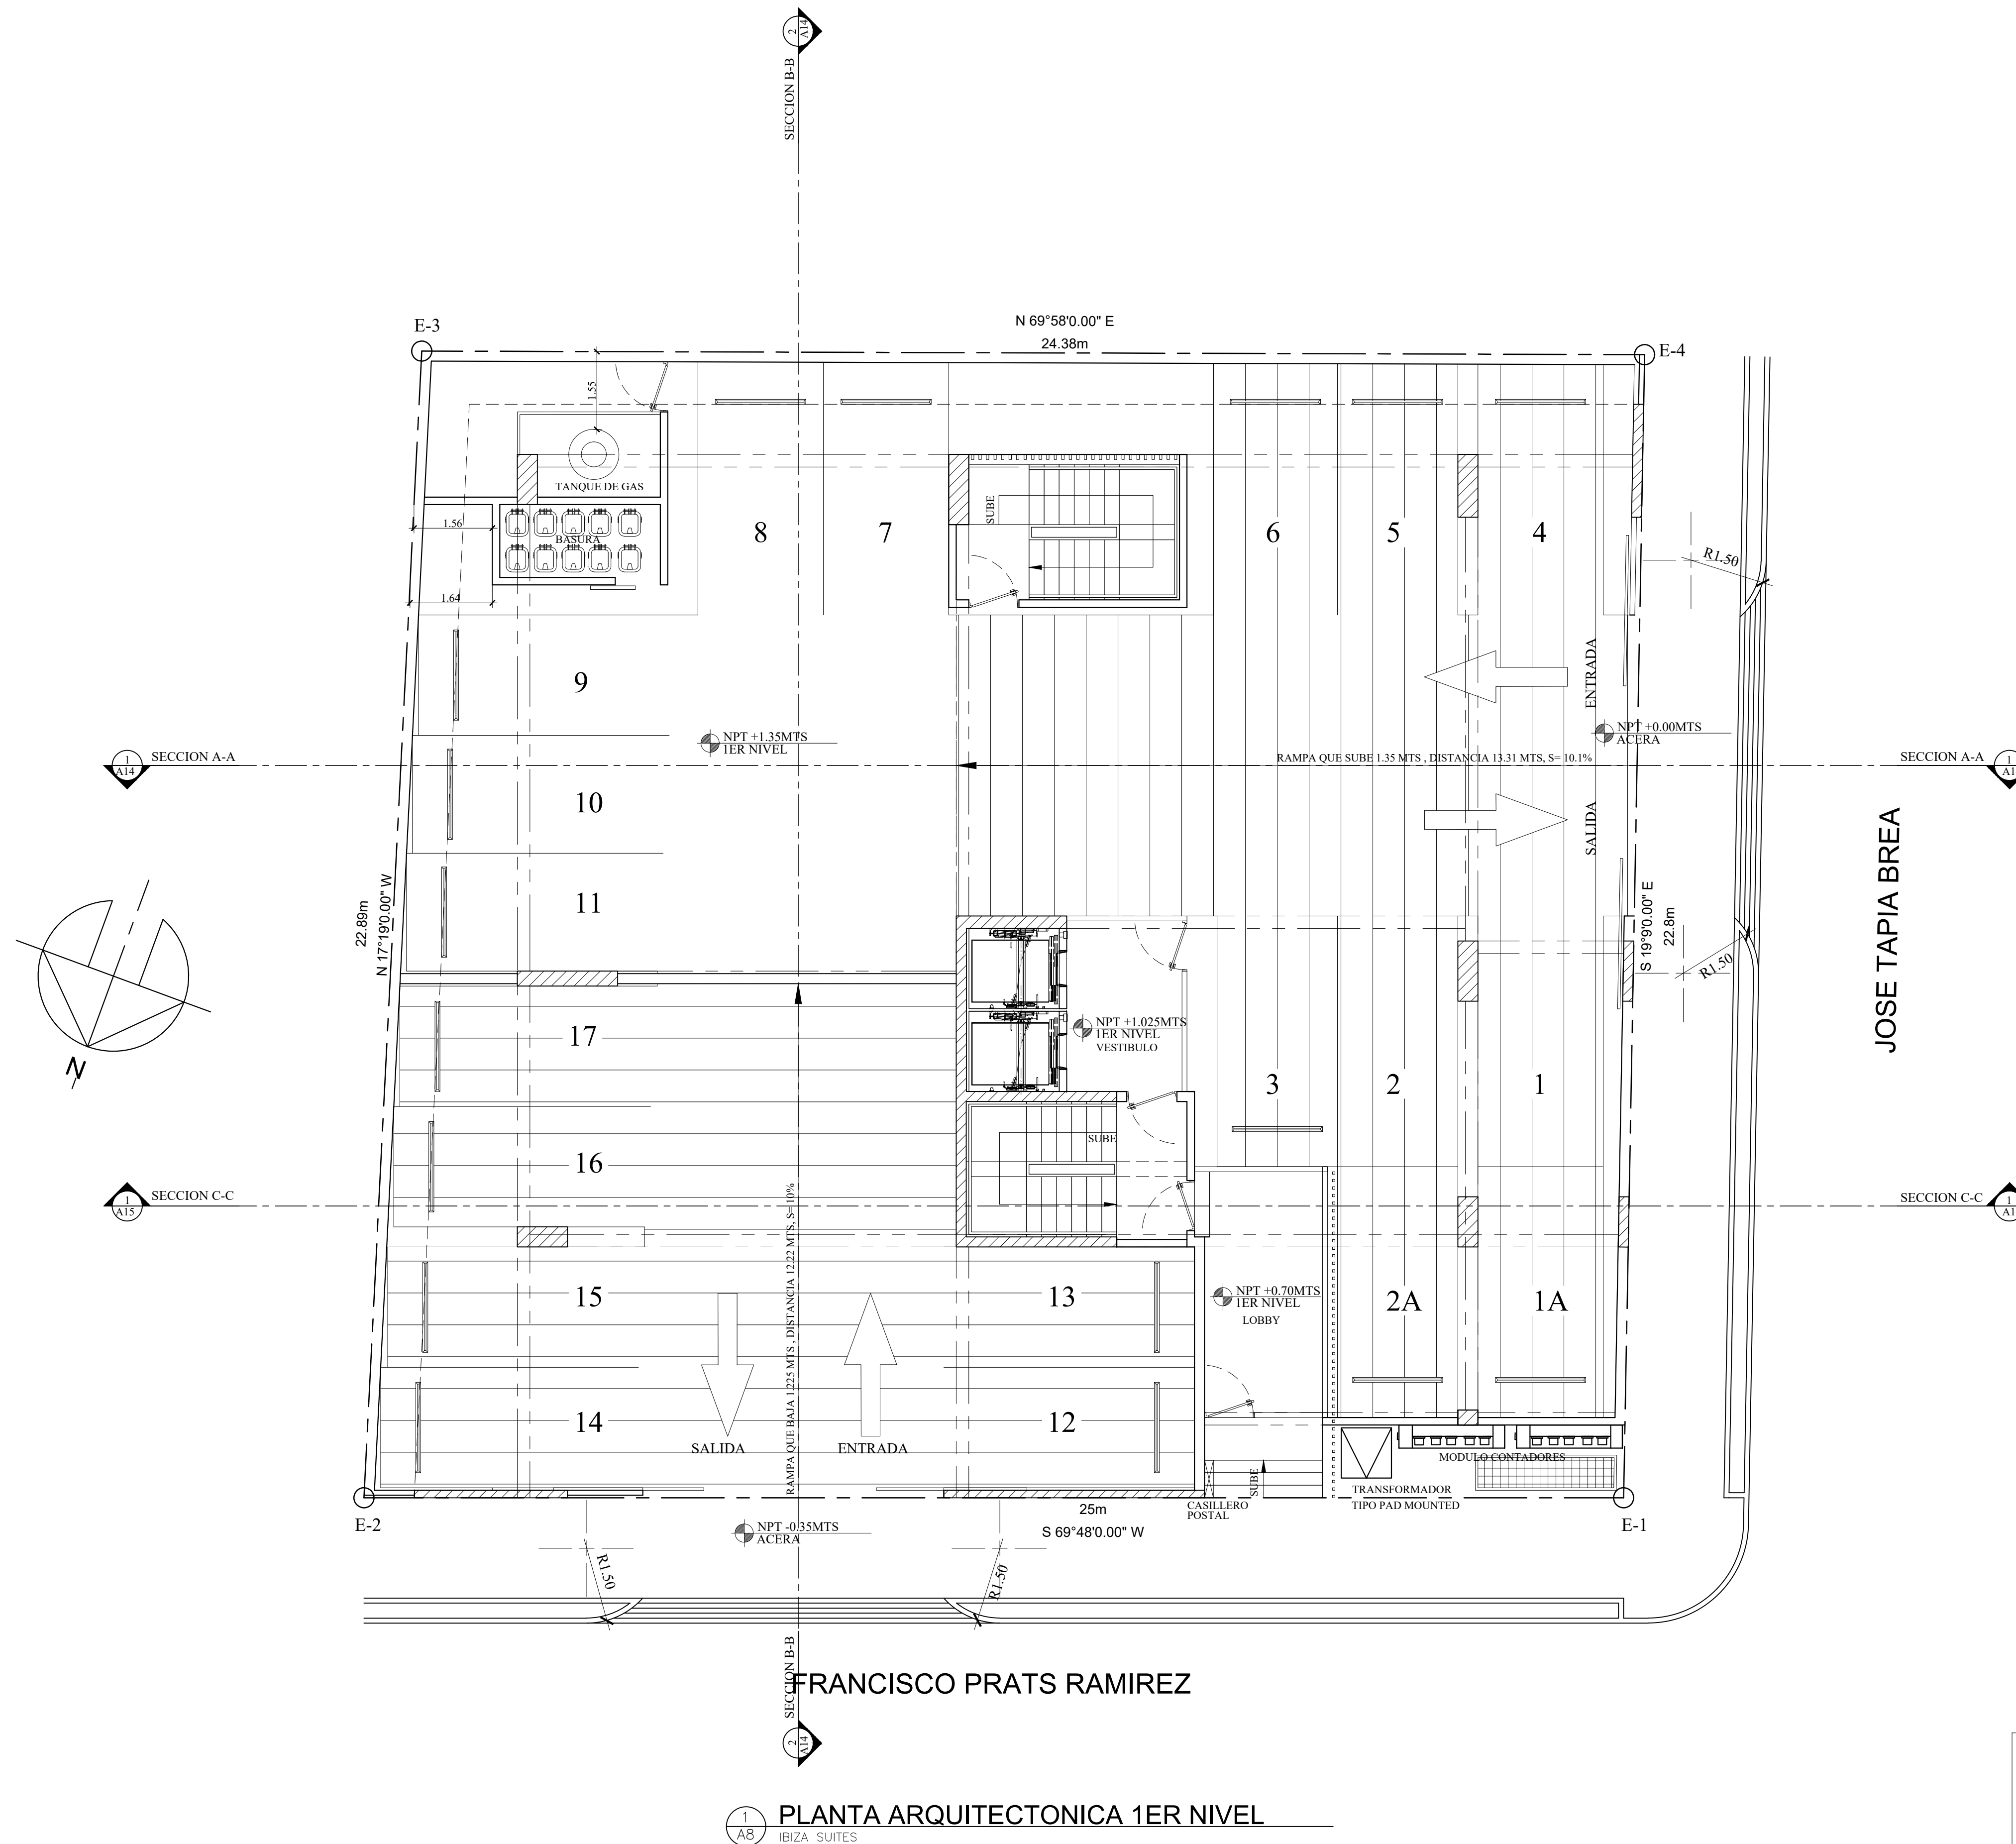 2
A14
SECCION B-B
N 69°58'0.00" E
24.38m
E-3
E-4
1.55
TANQUE DE GAS
BASURA
1.56
1.64
8
7
SUBE
6
5
4
R1.50
9
ENTRADA
NPT +1.35MTS
1ER NIVEL
NPT +0.00MTS
ACERA
1
A14
SECCION A-A
RAMPA QUE SUBE 1.35 MTS , DISTANCIA 13.31 MTS, S= 10.1%
SECCION A-A
1
10
SALIDA
JOSE TAPIA BREA
11
22.89m
N 17°19'0.00" W
S 19°9'0.00" E
22.8m
R1.50
N
17
NPT +1.025MTS
1ER NIVEL
VESTIBULO
3
2
1
SUBE
16
1
A15
SECCION C-C
SECCION C-C
1
RAMPA QUE BAJA 1.225 MTS , DISTANCIA 12.22 MTS, S= 10%
15
13
NPT +0.70MTS
1ER NIVEL
LOBBY
2A
1A
14
SALIDA
ENTRADA
12
MODULO CONTADORES
SUBE
TRANSFORMADOR
TIPO PAD MOUNTED
CASILLERO
POSTAL
25m
S 69°48'0.00" W
E-2
E-1
NPT -0.35MTS
ACERA
R1.50
R1.50
SECCION B-B
FRANCISCO PRATS RAMIREZ
2
A14
1
A8
PLANTA ARQUITECTONICA 1ER NIVEL
IBIZA SUITES